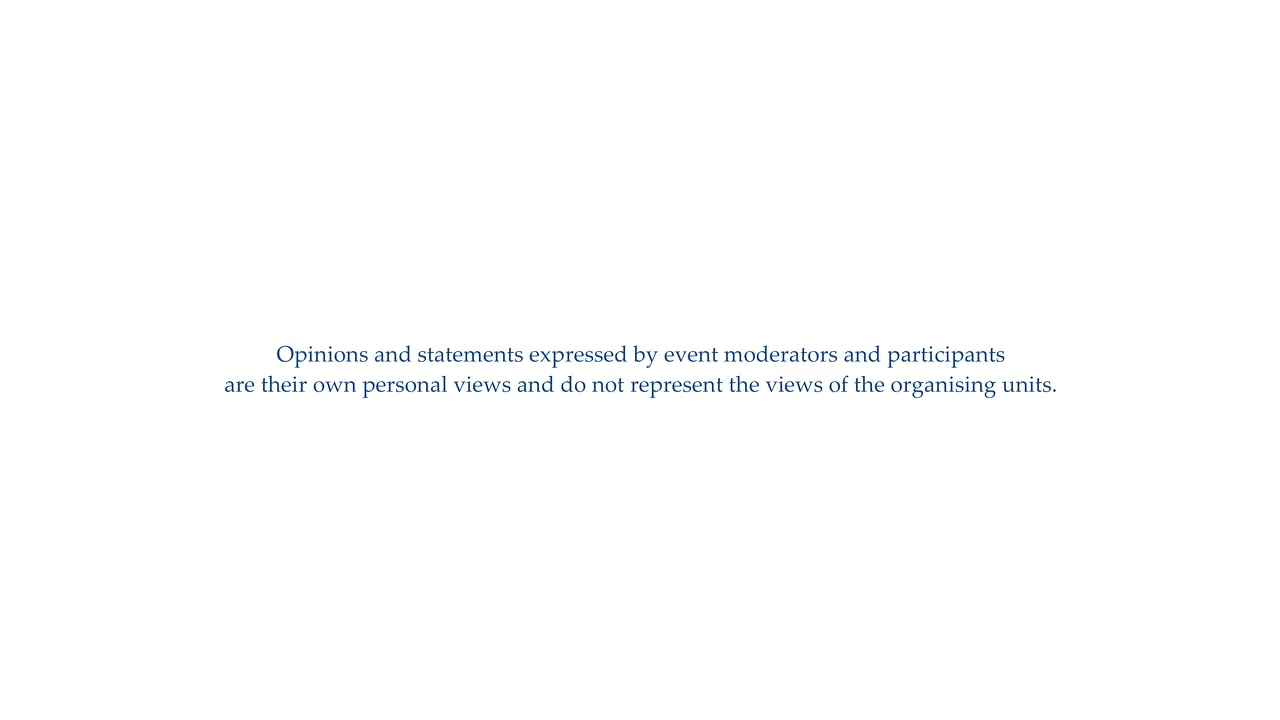 Opinions and statements expressed by event moderators and participants
are their own personal views and do not represent the views of the organising units.